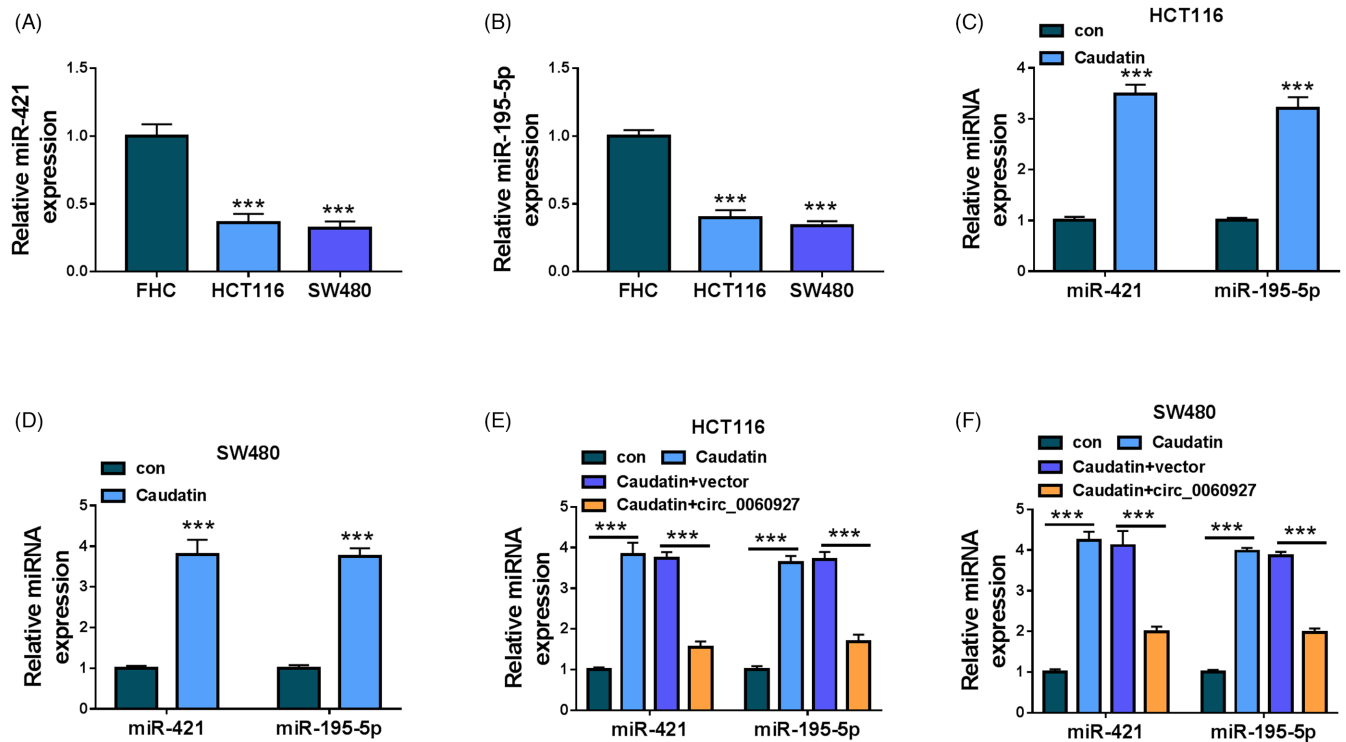 (A)
Relative miR-421
expression
1.5
1.0
0.5
0.0
***
***
FHC HCT116 SW480
(B)
Relative miR-195-5p
expression
1.5
1.0
0.5
0.0
***
***
FHC HCT116 SW480
(C)
HCT116
con
Caudatin
Relative miRNA
expression
4
3
2
1
0
***
***
miR-421 miR-195-5p
(D)
SW480
con
Caudatin
Relative miRNA
expression
5
4
3
2
1
0
***
***
miR-421 miR-195-5p
(E)
HCT116
con Caudatin
Caudatin+vector
Caudatin+circ_0060927
Relative miRNA
expression
5
4
3
2
1
0
*** *** *** ***
miR-421 miR-195-5p
(F)
SW480
con Caudatin
Caudatin+vector
Caudatin+circ_0060927
Relative miRNA
expression
5
4
3
2
1
0
*** *** *** ***
miR-421 miR-195-5p